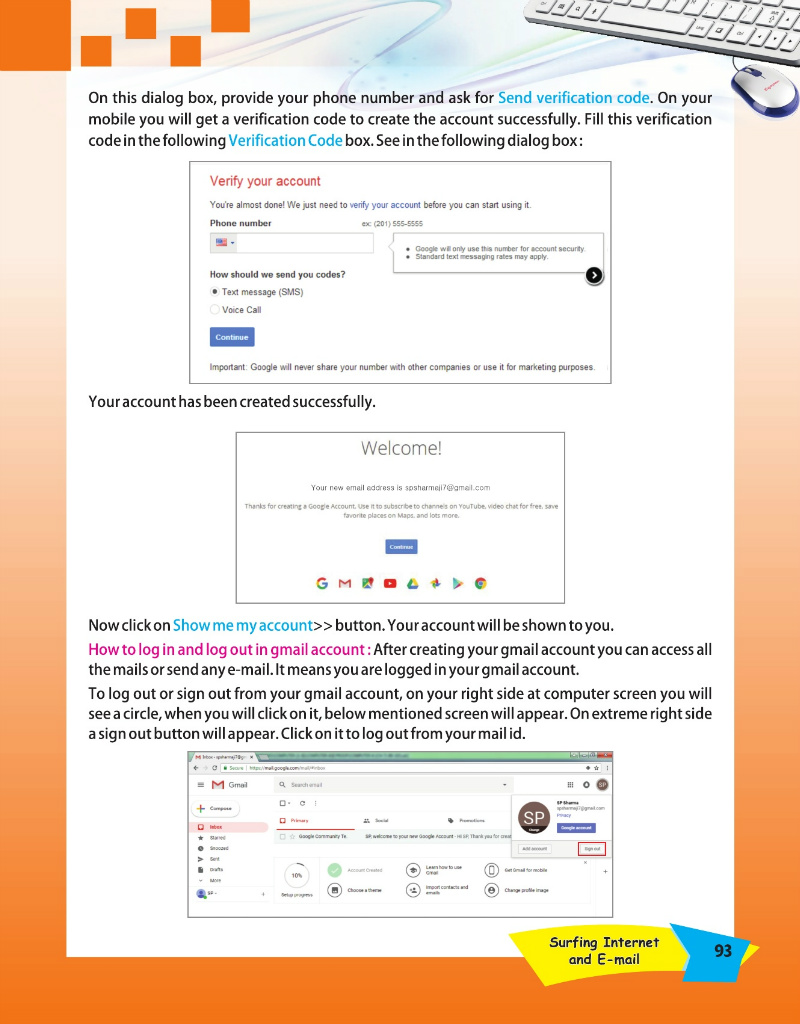 On this dialog box, provide your phone number and ask for Send verification code. On your
mobile you will get a verification code to create the account successfully. Fill this verification
code in the following Verification Code box. See in the following dialog box :
Verify your account
You're almost done! We just need to verify your account before you can start using it.
Phone number ex: (201) 555-5555
Google will only use this number for account security.
Standard text messaging rates may apply.
How should we send you codes?
Text message (SMS)
Voice Call
Continue
Important: Google will never share your number with other companies or use it for marketing purposes.
Your account has been created successfully.
Welcome!
Your new email address is spsharmaji7@gmail.com
Thanks for creating a Google Account. Use it to subscribe to channels on YouTube, video chat for free, save
favorite places on Maps, and lots more.
Continue
Now click on Show me my account>> button. Your account will be shown to you.
How to log in and log out in gmail account : After creating your gmail account you can access all
the mails or send any e-mail. It means you are logged in your gmail account.
To log out or sign out from your gmail account, on your right side at computer screen you will
see a circle, when you will click on it, below mentioned screen will appear. On extreme right side
a sign out button will appear. Click on it to log out from your mail id.
Secure https://mail.google.com/mail/#inbox
Gmail Search email SP
Compose
Inbox
Starred
Snoozed
Sent
Drafts
More
SP
Primary Social Promotions
Google Community Te. SP, welcome to your new Google Account - Hi SP, Thank you for creat
SP
Change
SP Sharma
spsharmaji7@gmail.com
Privacy
Google account
Add account Sign out
10%
Setup progress
Account Created
Learn how to use
Gmail
Get Gmail for mobile
Choose a theme
Import contacts and
emails
Change profile image
Surfing Internet
and E-mail
93